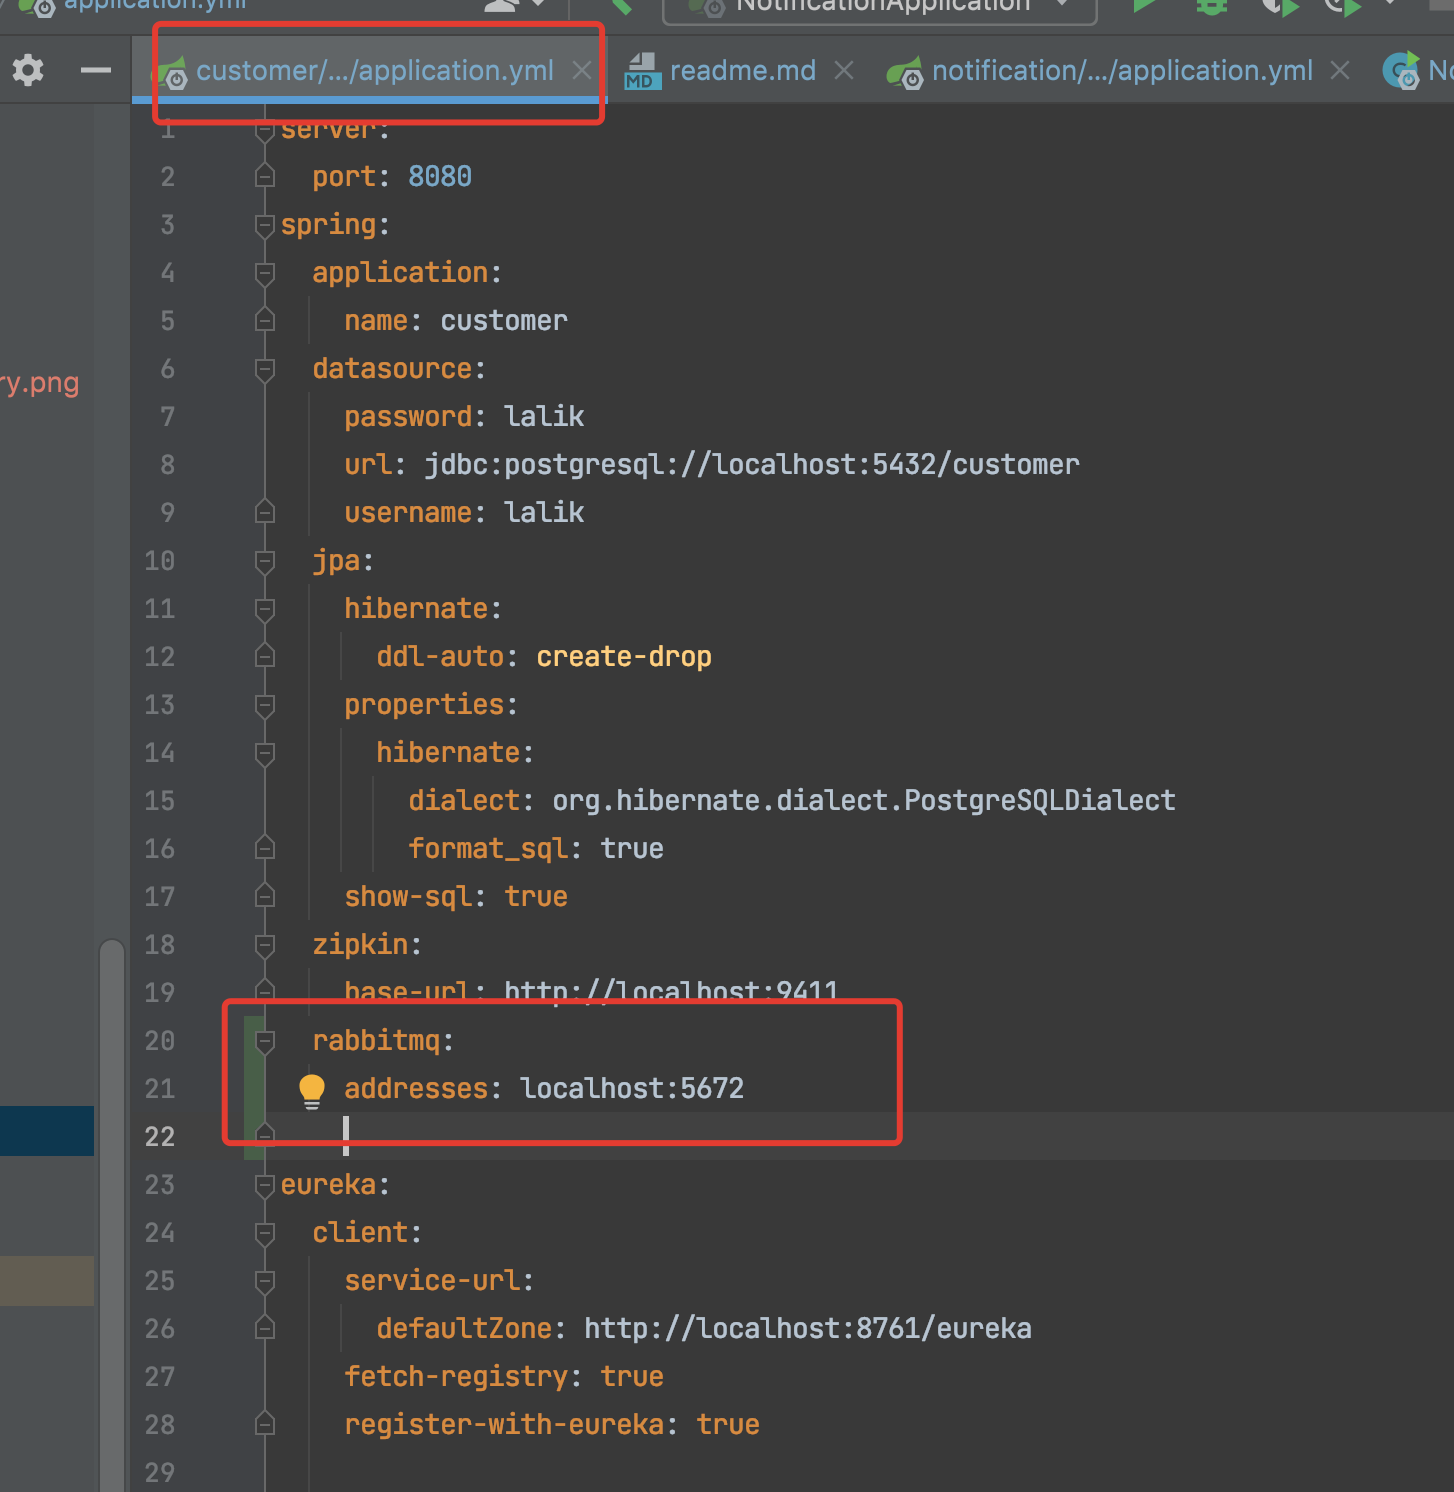 application.yml
NotificationApplication
customer/.../application.yml
readme.md
notification/.../application.yml
MD
ry.png
1 server:
2 port: 8080
3 spring:
4 application:
5 name: customer
6 datasource:
7 password: lalik
8 url: jdbc:postgresql://localhost:5432/customer
9 username: lalik
10 jpa:
11 hibernate:
12 ddl-auto: create-drop
13 properties:
14 hibernate:
15 dialect: org.hibernate.dialect.PostgreSQLDialect
16 format_sql: true
17 show-sql: true
18 zipkin:
19 base-url: http://localhost:9411
20 rabbitmq:
21 addresses: localhost:5672
22
23 eureka:
24 client:
25 service-url:
26 defaultZone: http://localhost:8761/eureka
27 fetch-registry: true
28 register-with-eureka: true
29